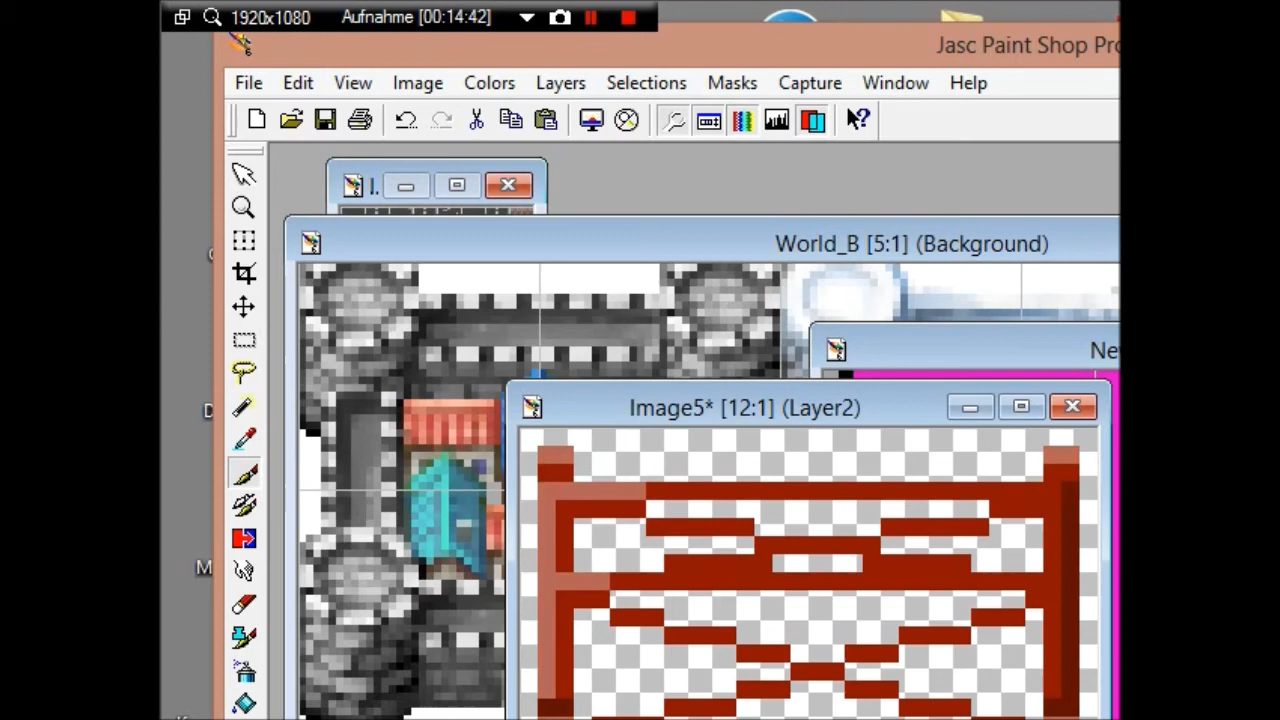 1920x1080 Aufnahme [00:14:42]
Jasc Paint Shop Pro
File Edit View Image Colors Layers Selections Masks Capture Window Help
I.
World_B [5:1] (Background)
Ne
Image5* [12:1] (Layer2)
D
M